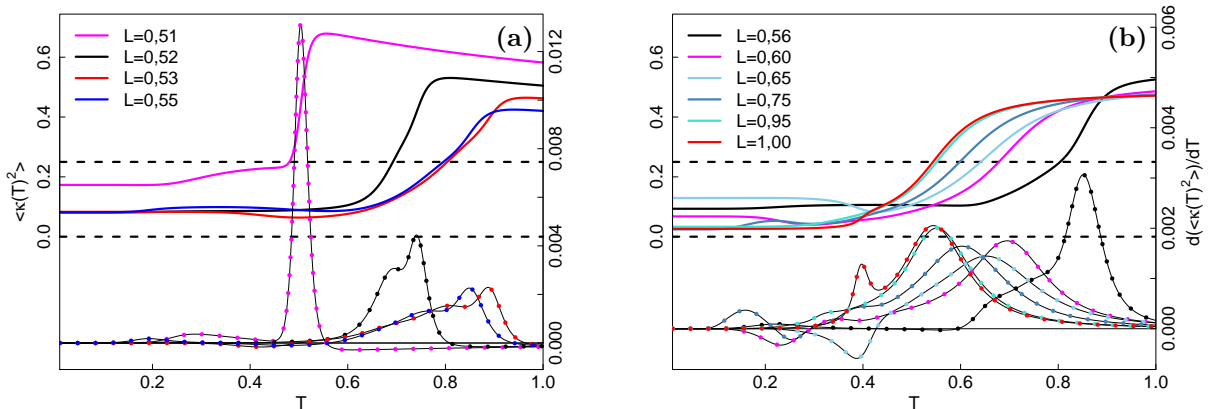 (a)
L=0,51
L=0,52
L=0,53
L=0,55
<κ(T)²>
0.6
0.4
0.2
0.0
0.012
0.008
0.004
0.000
0.2 0.4 0.6 0.8 1.0
T
(b)
L=0,56
L=0,60
L=0,65
L=0,75
L=0,95
L=1,00
0.6
0.4
0.2
0.0
0.006
0.004
0.002
0.000
d(<κ(T)²>)/dT
0.2 0.4 0.6 0.8 1.0
T